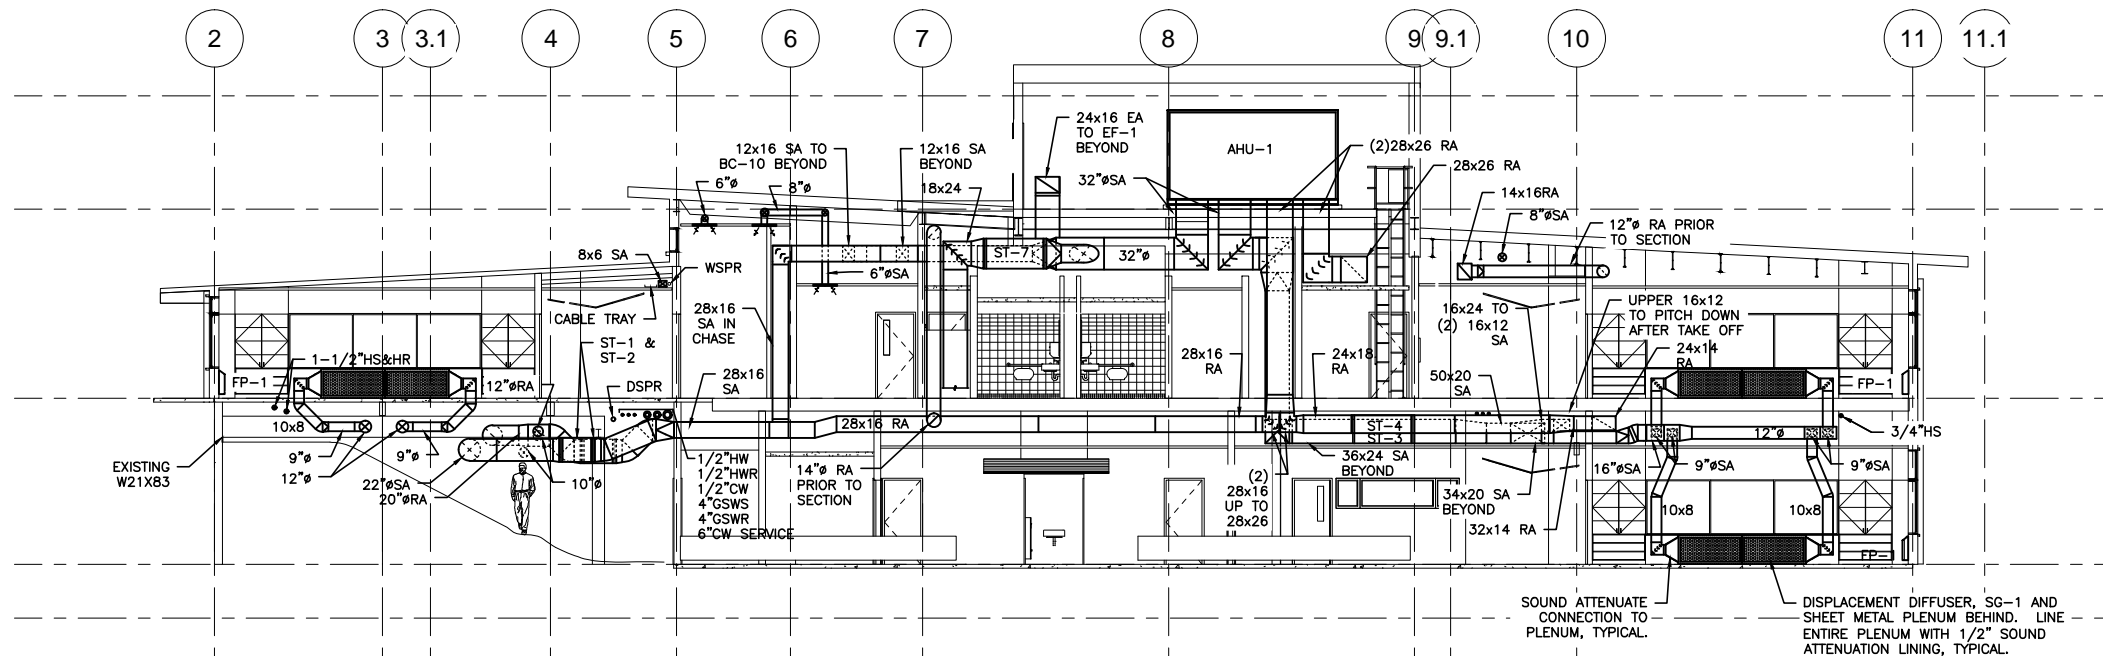 2
3
3.1
4
5
6
7
8
9
9.1
10
11
11.1
24x16 EA
TO EF-1
BEYOND
AHU-1
(2)28x26 RA
28x26 RA
12x16 SA TO
BC-10 BEYOND
12x16 SA
BEYOND
6"ø
8"ø
18x24
32"øSA
14x16RA
8"øSA
12"ø RA PRIOR
TO SECTION
8x6 SA
WSPR
6"øSA
ST-7
32"ø
CABLE TRAY
28x16
SA IN
CHASE
16x24 TO
(2) 16x12
SA
UPPER 16x12
TO PITCH DOWN
AFTER TAKE OFF
ST-1 &
ST-2
1-1/2"HS&HR
FP-1
12"øRA
DSPR
28x16
SA
28x16
RA
24x18
RA
50x20
SA
24x14
RA
FP-1
10x8
28x16 RA
ST-4
ST-3
12"ø
3/4"HS
EXISTING
W21X83
9"ø
12"ø
9"ø
22"øSA
20"øRA
10"ø
1/2"HW
1/2"HWR
1/2"CW
4"GSWS
4"GSWR
6"CW SERVICE
14"ø RA
PRIOR TO
SECTION
(2)
28x16
UP TO
28x26
36x24 SA
BEYOND
34x20 SA
BEYOND
32x14 RA
16"øSA
9"øSA
9"øSA
10x8
10x8
SOUND ATTENUATE
CONNECTION TO
PLENUM, TYPICAL.
DISPLACEMENT DIFFUSER, SG-1 AND
SHEET METAL PLENUM BEHIND. LINE
ENTIRE PLENUM WITH 1/2" SOUND
ATTENUATION LINING, TYPICAL.